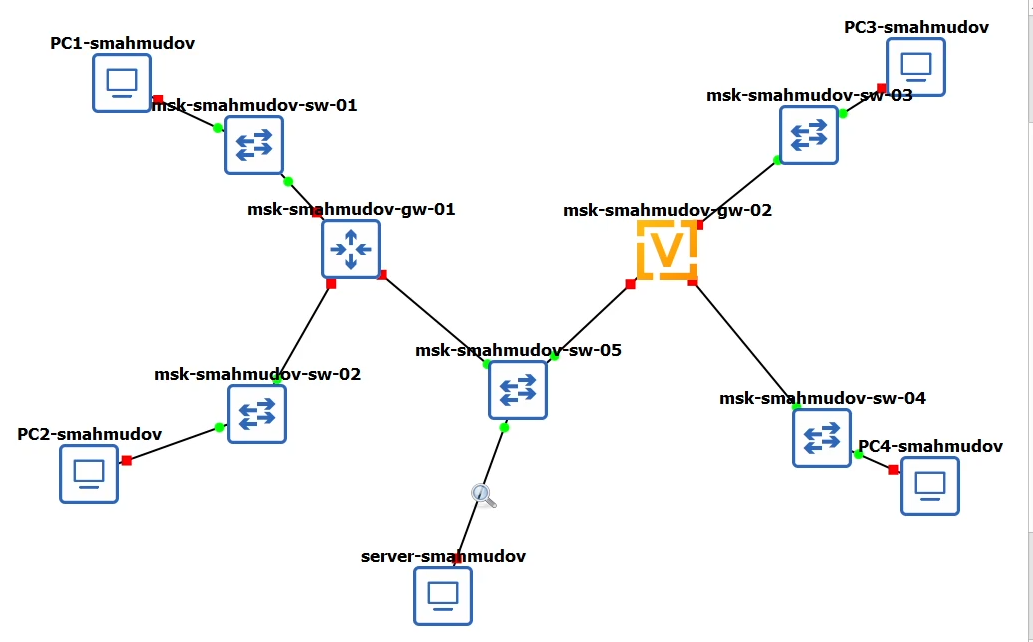 PC3-smahmudov
PC1-smahmudov
msk-smahmudov-sw-03
msk-smahmudov-sw-01
msk-smahmudov-gw-01
msk-smahmudov-gw-02
V
msk-smahmudov-sw-05
msk-smahmudov-sw-02
msk-smahmudov-sw-04
PC2-smahmudov
PC4-smahmudov
server-smahmudov